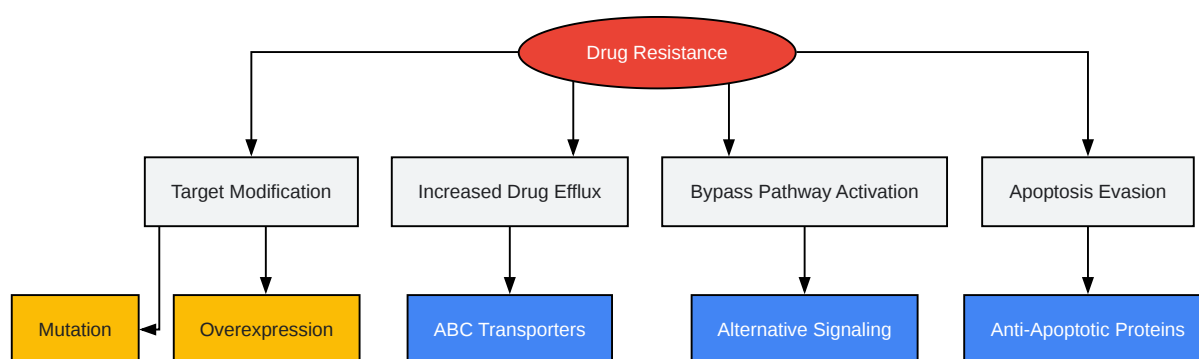 Drug Resistance
Target Modification
Increased Drug Efflux
Bypass Pathway Activation
Apoptosis Evasion
Mutation
Overexpression
ABC Transporters
Alternative Signaling
Anti-Apoptotic Proteins